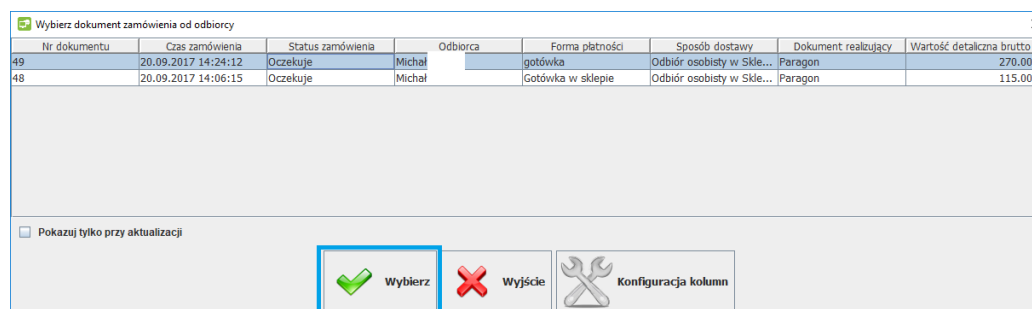 Wybierz dokument zamówienia od odbiorcy
Nr dokumentu Czas zamówienia Status zamówienia Odbiorca Forma płatności Sposób dostawy Dokument realizujący Wartość detaliczna brutto
49 20.09.2017 14:24:12 Oczekuje Michał gotówka Odbiór osobisty w Skle... Paragon 270.00
48 20.09.2017 14:06:15 Oczekuje Michał Gotówka w sklepie Odbiór osobisty w Skle... Paragon 115.00
Pokazuj tylko przy aktualizacji
Wybierz Wyjście Konfiguracja kolumn